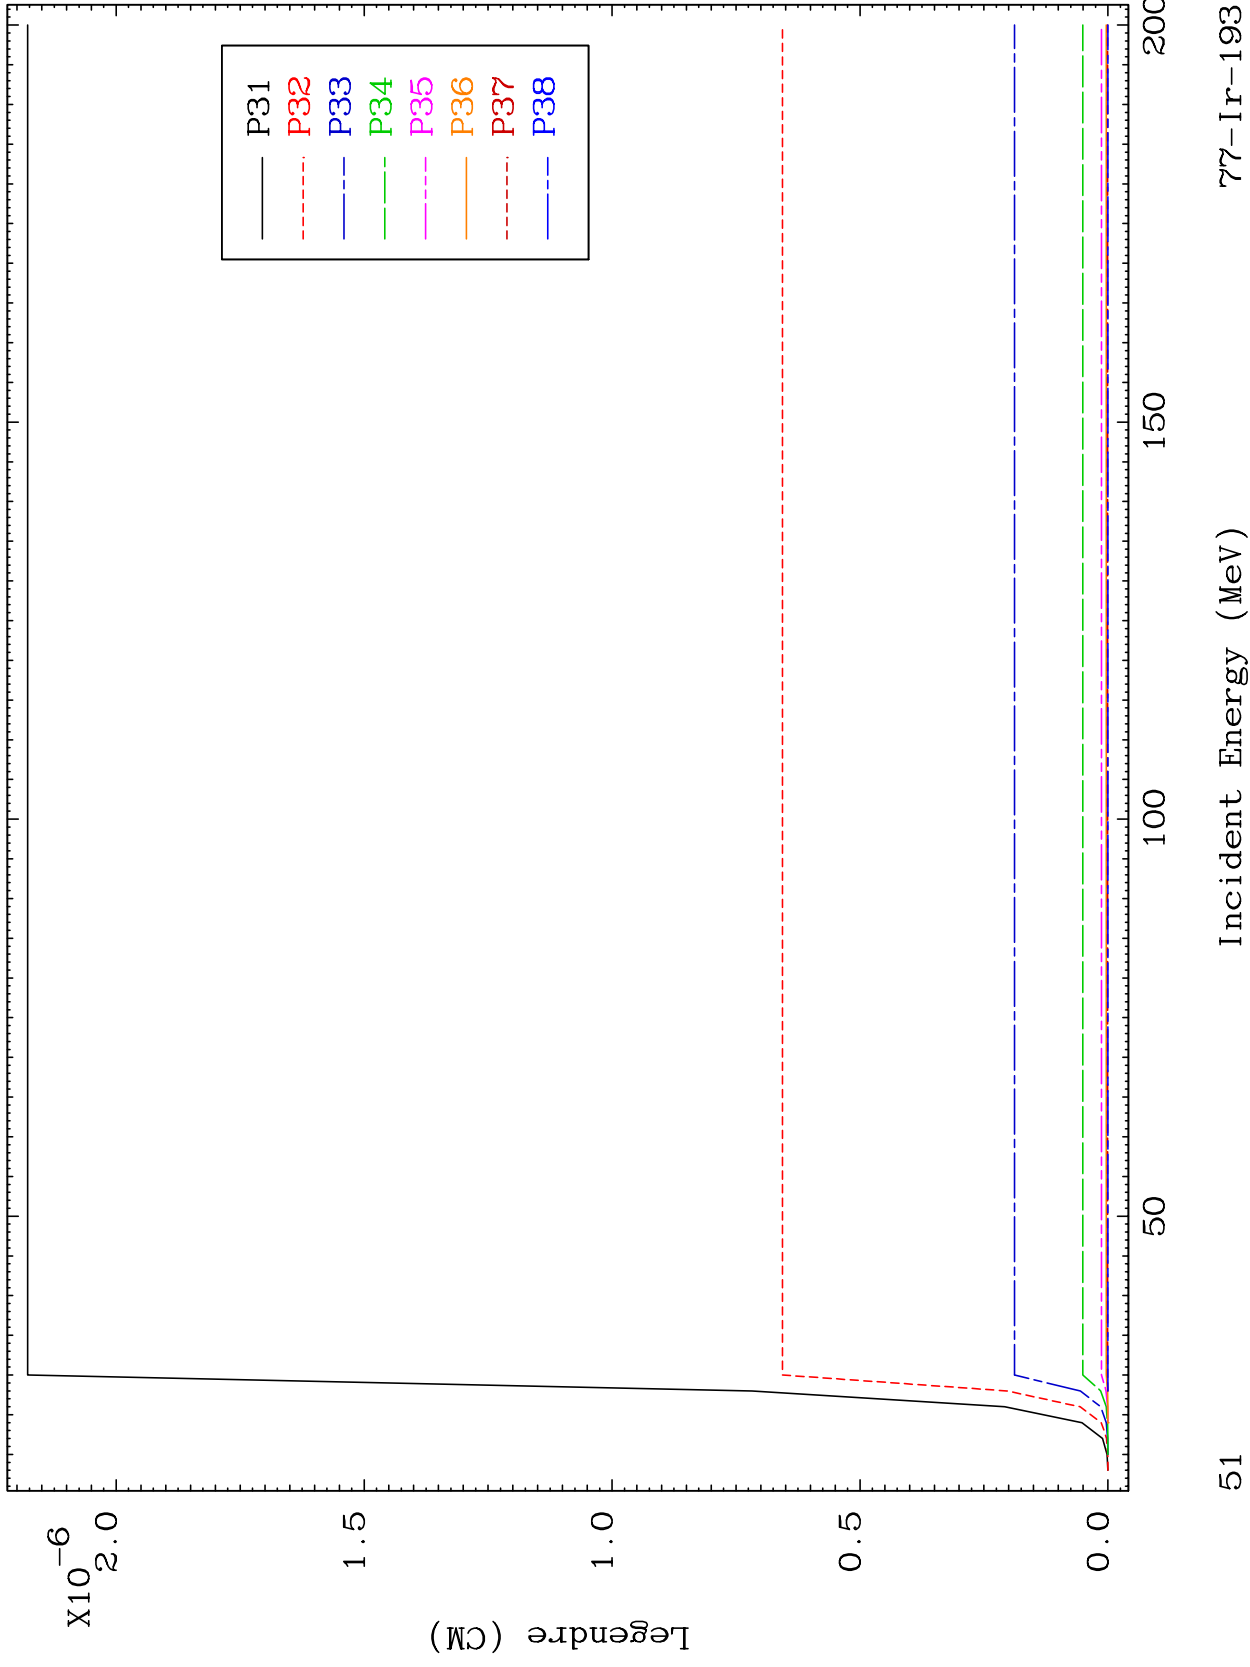 X10-6
2.0
1.5
1.0
0.5
0.0
Legendre (CM)
P31
P32
P33
P34
P35
P36
P37
P38
50
100
150
200
Incident Energy (MeV)
51
77-Ir-193